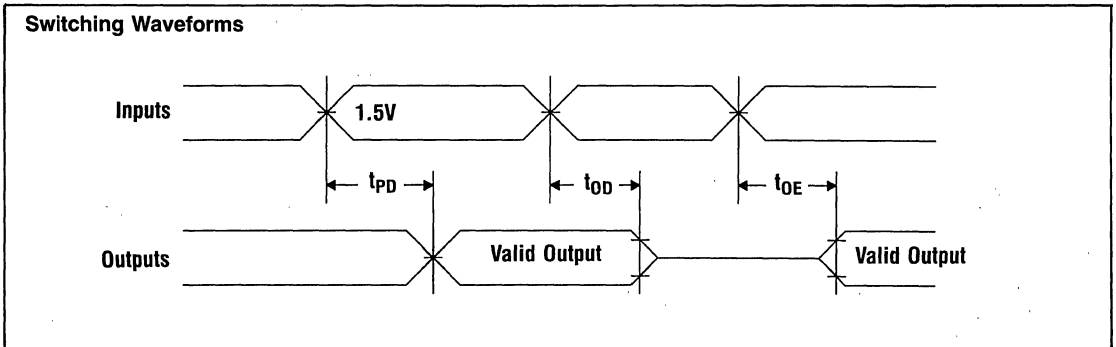 Switching Waveforms
Inputs
1.5V
tPD
tOD
tOE
Outputs
Valid Output
Valid Output